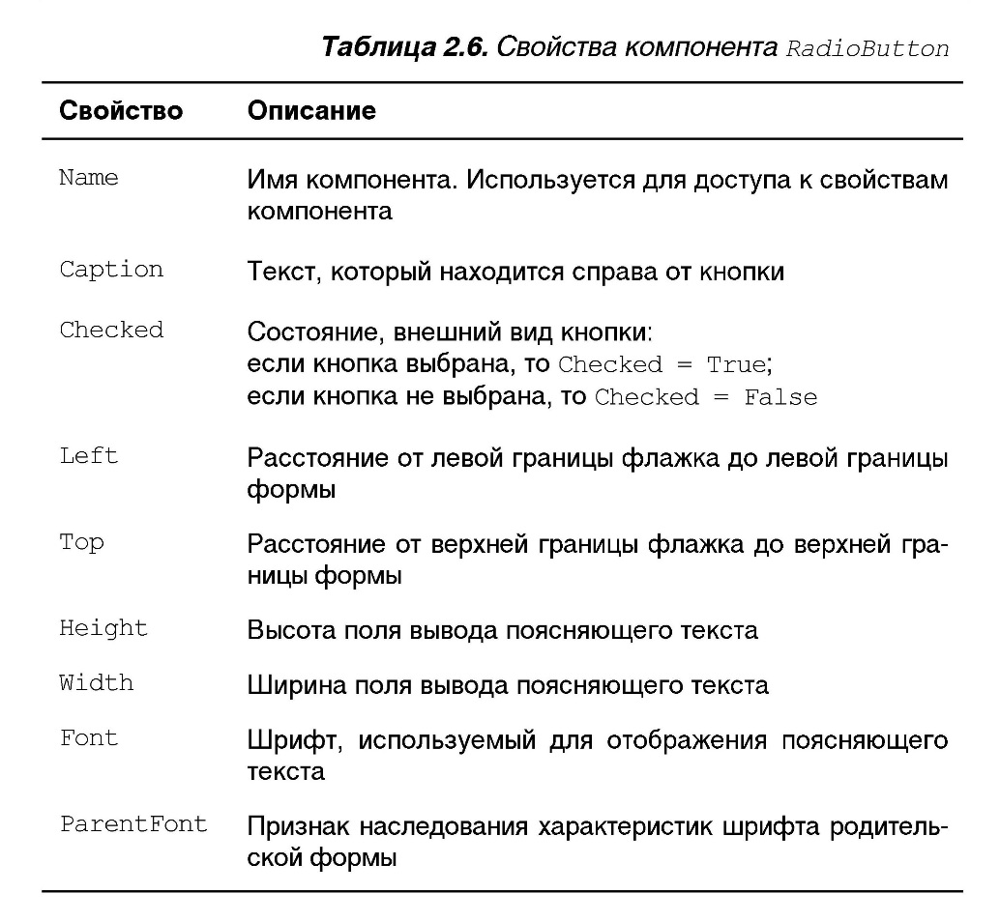 Таблица 2.6. Свойства компонента RadioButton
Свойство Описание
Name Имя компонента. Используется для доступа к свойствам
компонента
Caption Текст, который находится справа от кнопки
Checked Состояние, внешний вид кнопки:
если кнопка выбрана, то Checked = True;
если кнопка не выбрана, то Checked = False
Left Расстояние от левой границы флажка до левой границы
формы
Top Расстояние от верхней границы флажка до верхней гра-
ницы формы
Height Высота поля вывода поясняющего текста
Width Ширина поля вывода поясняющего текста
Font Шрифт, используемый для отображения поясняющего
текста
ParentFont Признак наследования характеристик шрифта родитель-
ской формы